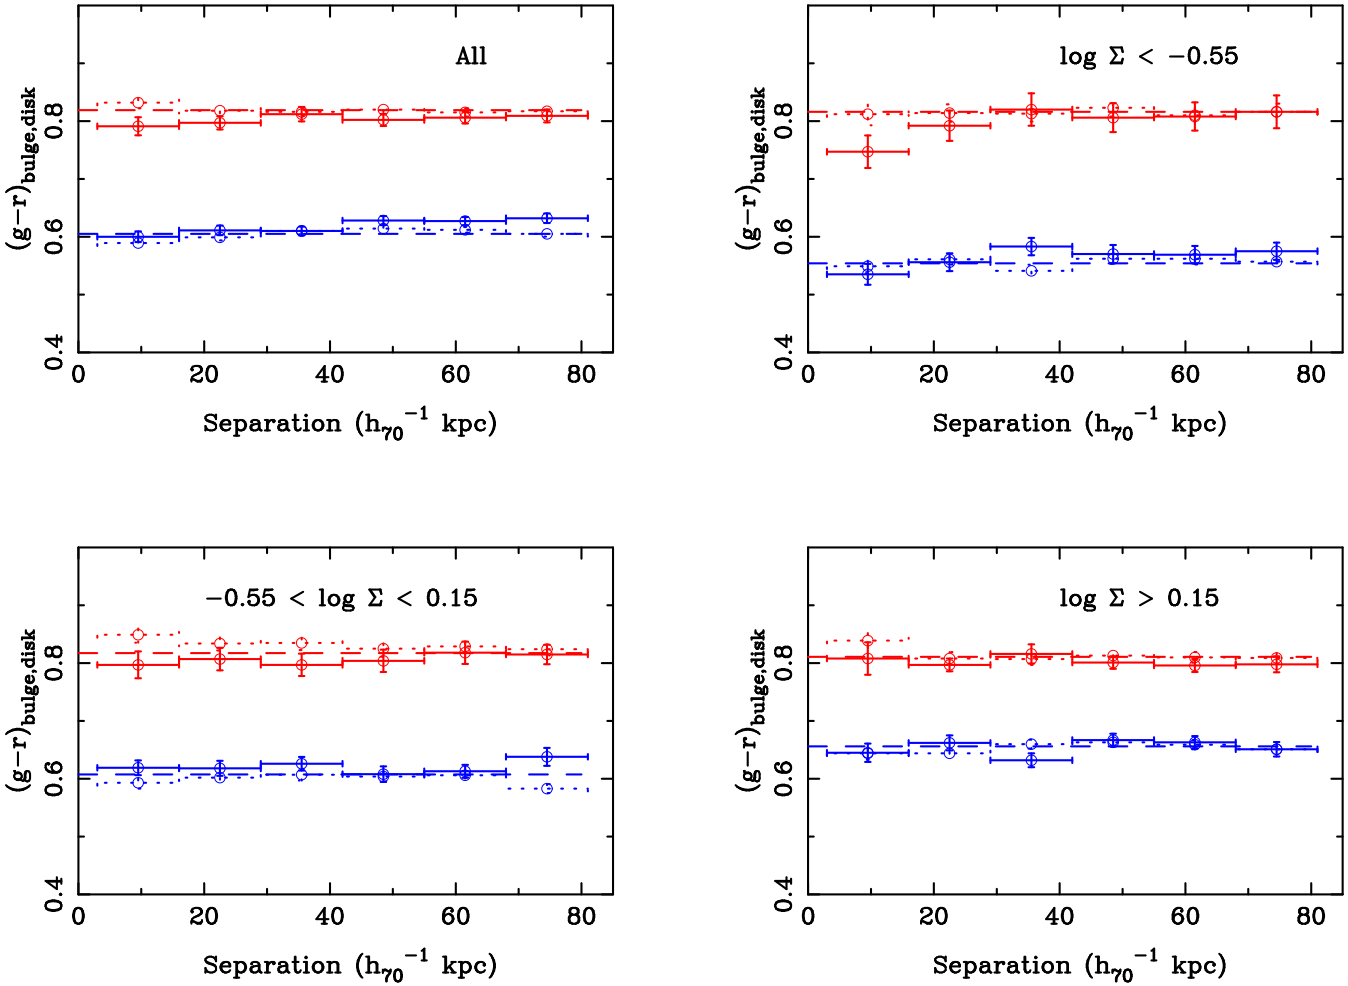 All
(g−r)bulge,disk
0.8
0.6
0.4
0 20 40 60 80
Separation (h70−1 kpc)
log Σ < −0.55
(g−r)bulge,disk
0.8
0.6
0.4
0 20 40 60 80
Separation (h70−1 kpc)
−0.55 < log Σ < 0.15
(g−r)bulge,disk
0.8
0.6
0.4
0 20 40 60 80
Separation (h70−1 kpc)
log Σ > 0.15
(g−r)bulge,disk
0.8
0.6
0.4
0 20 40 60 80
Separation (h70−1 kpc)